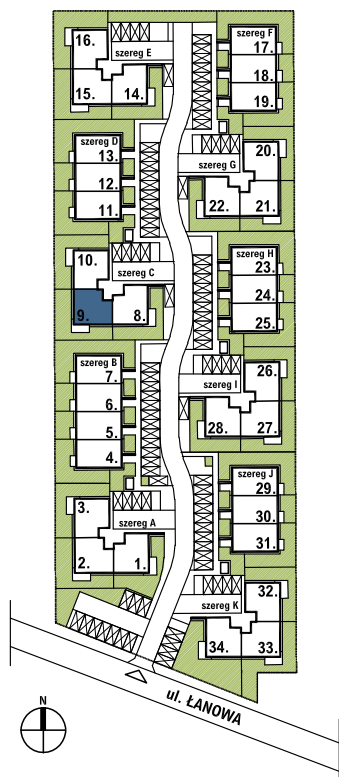 16.
szereg E
15.
14.
szereg F
17.
18.
19.
szereg D
13.
12.
11.
szereg G
20.
22.
21.
10.
szereg C
9.
8.
szereg H
23.
24.
25.
szereg B
7.
6.
5.
4.
26.
szereg I
28.
27.
3.
szereg A
2.
1.
szereg J
29.
30.
31.
32.
szereg K
34.
33.
ul. ŁANOWA
N